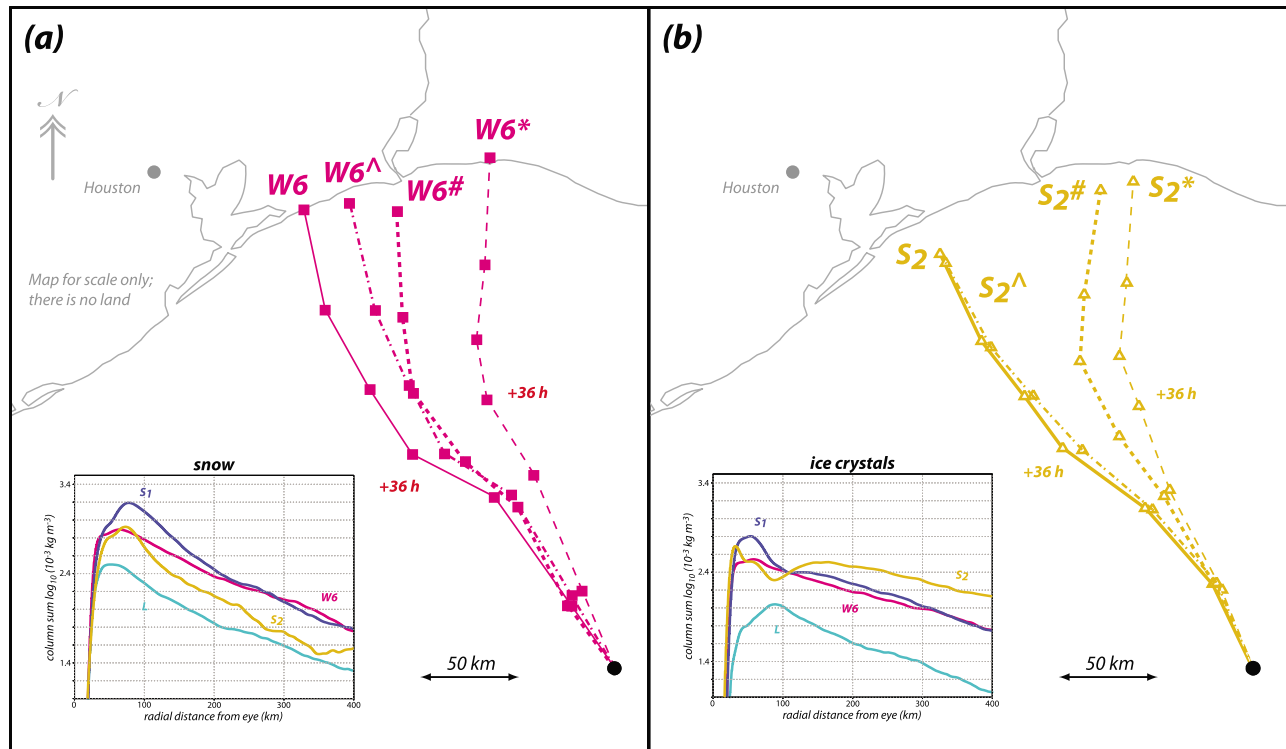 (a)
N
Houston
Map for scale only;
there is no land
W6
W6^
W6#
W6*
+36 h
+36 h
50 km
snow
column sum log10 (10-3 kg m-3)
3.4
2.4
1.4
S1
W6
S2
L
0
100
200
300
400
radial distance from eye (km)
(b)
Houston
S2
S2^
S2#
S2*
+36 h
+36 h
50 km
ice crystals
column sum log10 (10-3 kg m-3)
3.4
2.4
1.4
S1
S2
W6
L
0
100
200
300
400
radial distance from eye (km)